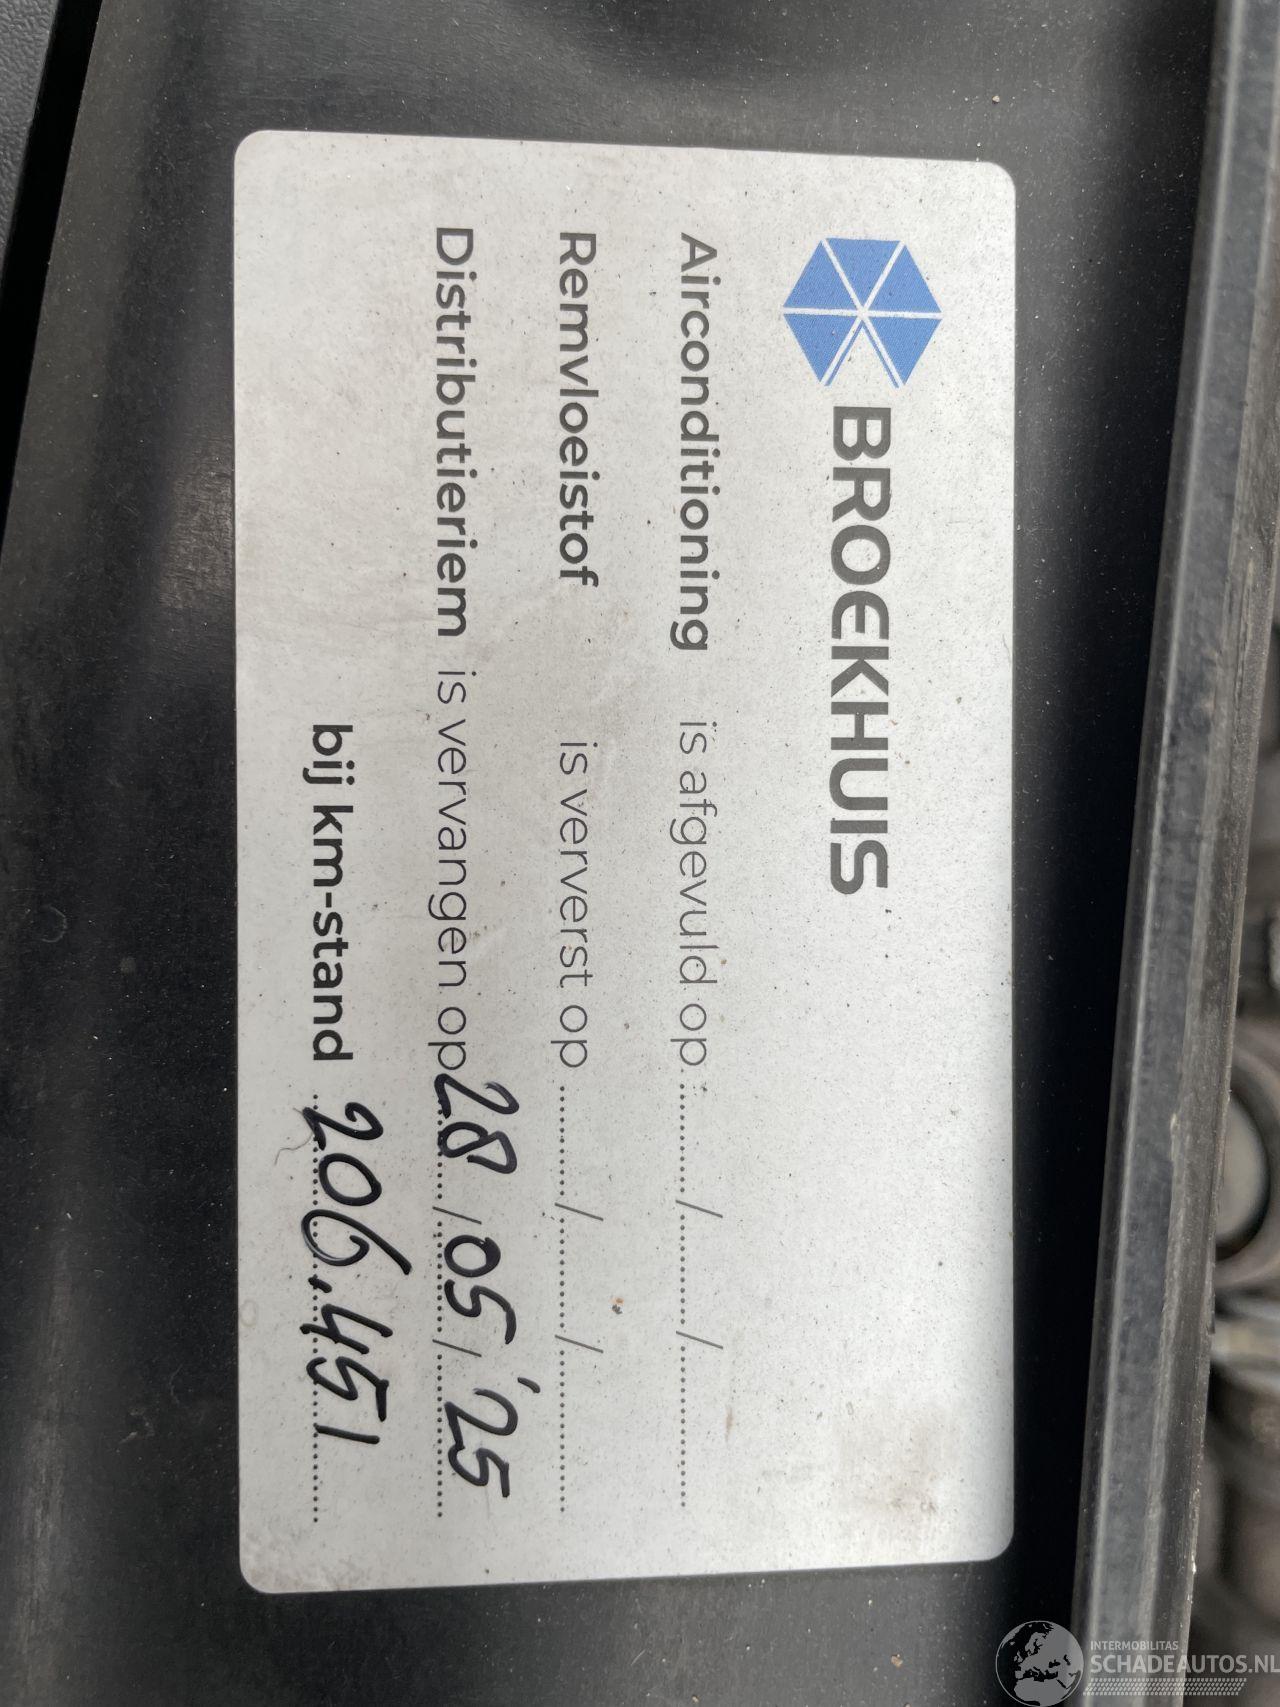 BROEKHUIS
Airconditioning is afgevuld op ........../........../..........
Remvloeistof is ververst op ........../........../..........
Distributieriem is vervangen op 28/05/'25
bij km-stand 206.451
INTERMOBILITAS
SCHADEAUTOS.NL